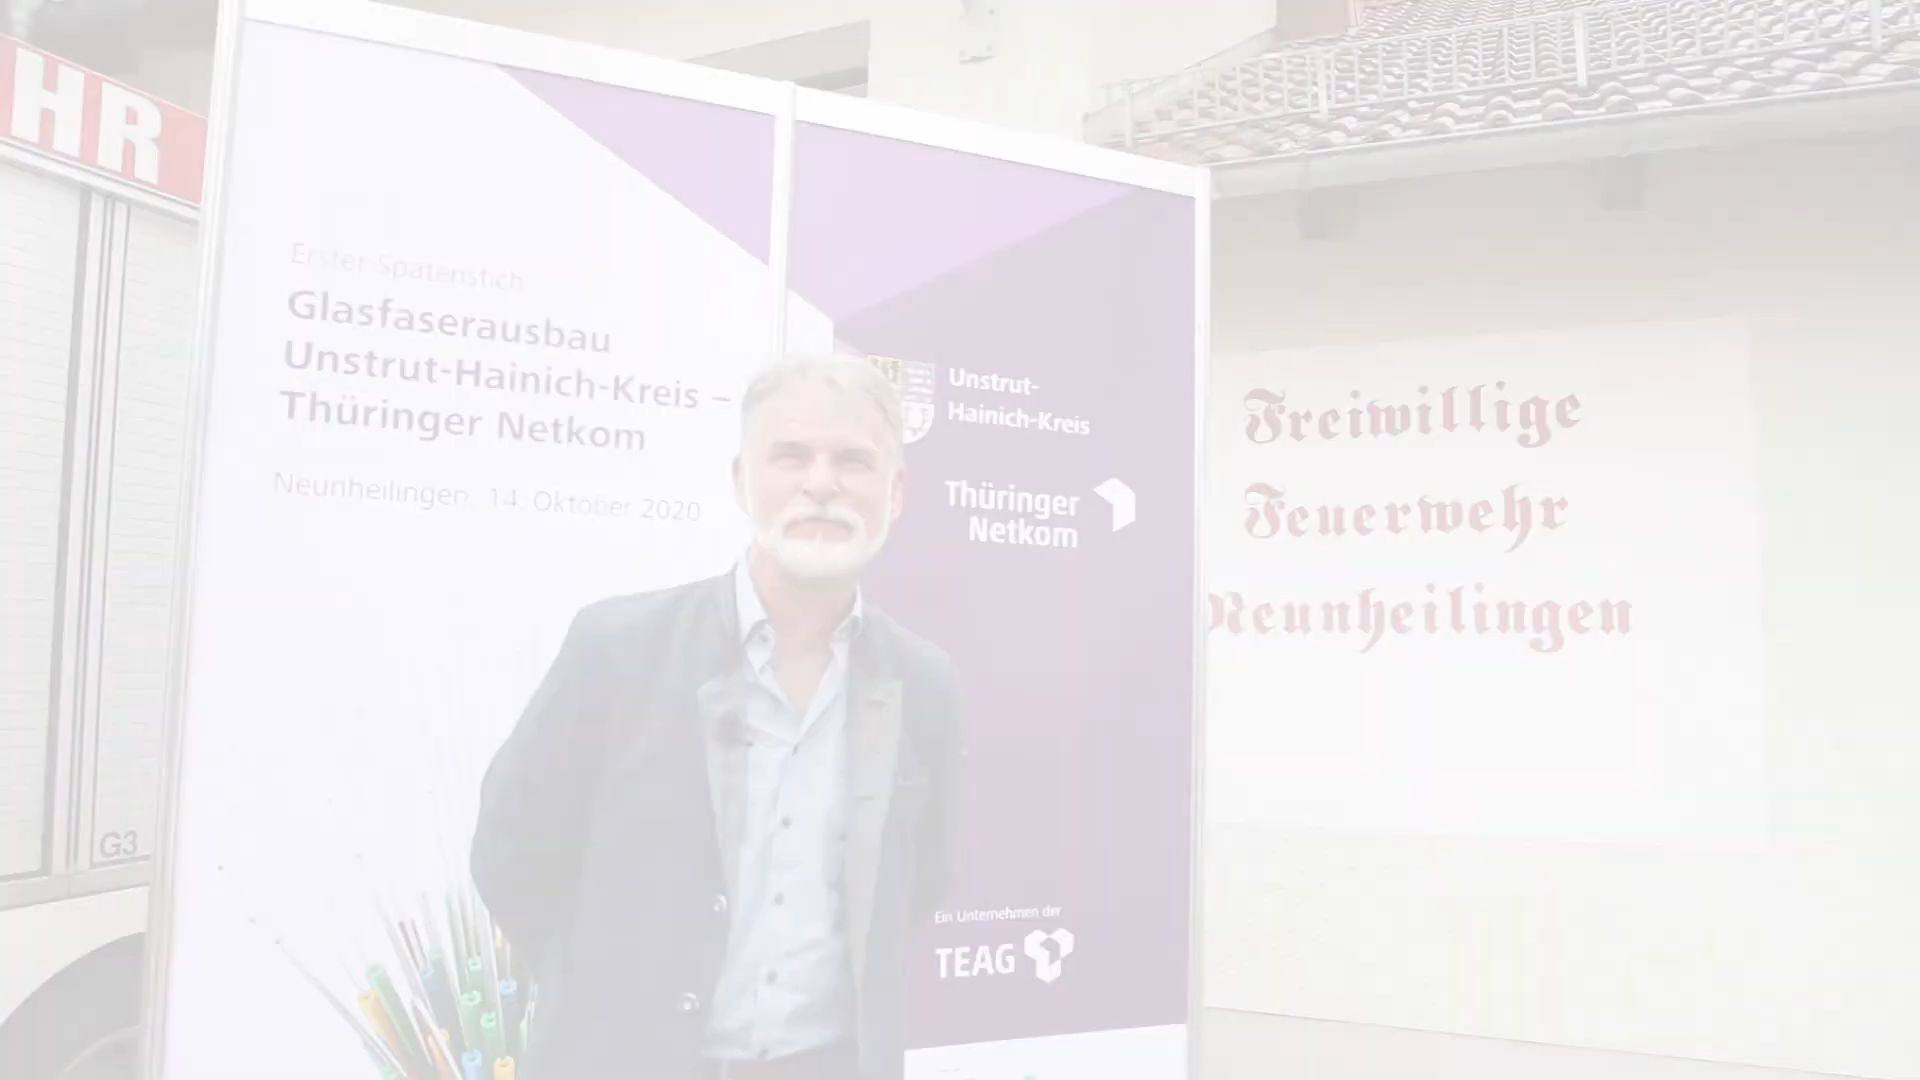 HR
G3
Erster Spatenstich
Glasfaserausbau
Unstrut-Hainich-Kreis –
Thüringer Netkom
Neunheilingen, 14. Oktober 2020
Unstrut-
Hainich-Kreis
Thüringer
Netkom
Ein Unternehmen der
TEAG
Freiwillige
Feuerwehr
Neunheilingen